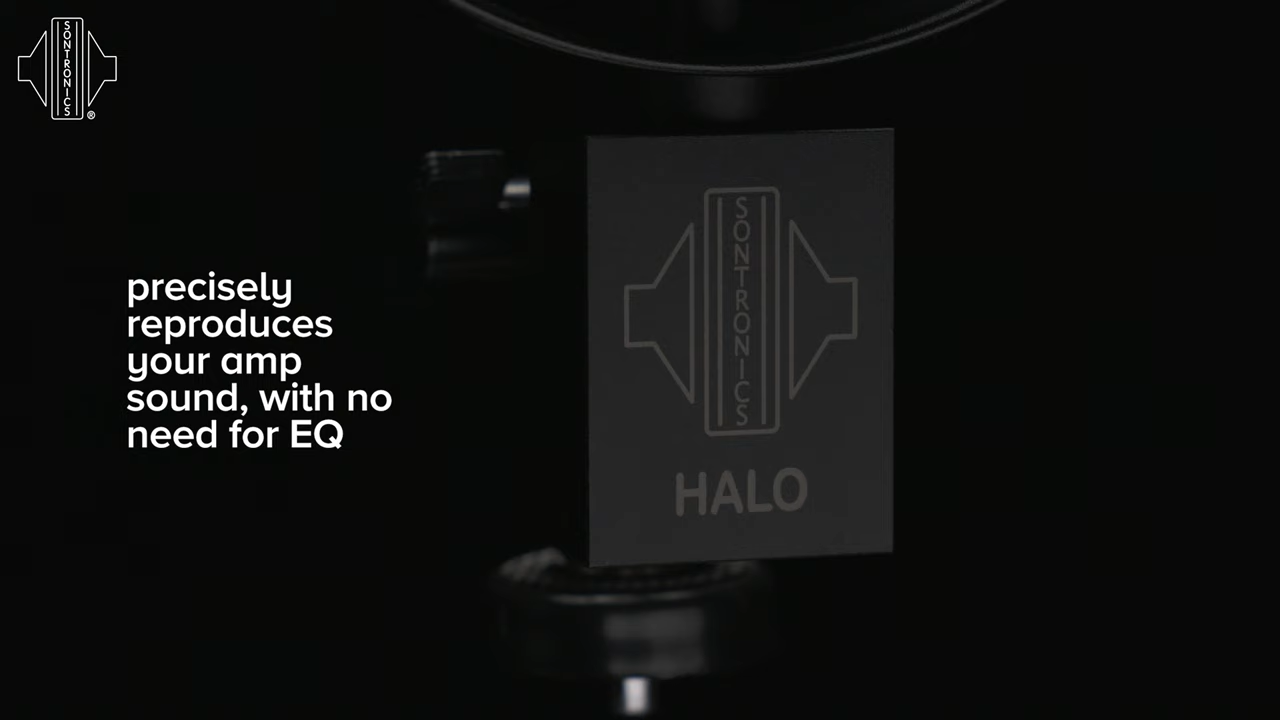 SONTRONICS
®
precisely
reproduces
your amp
sound, with no
need for EQ
SONTRONICS
HALO